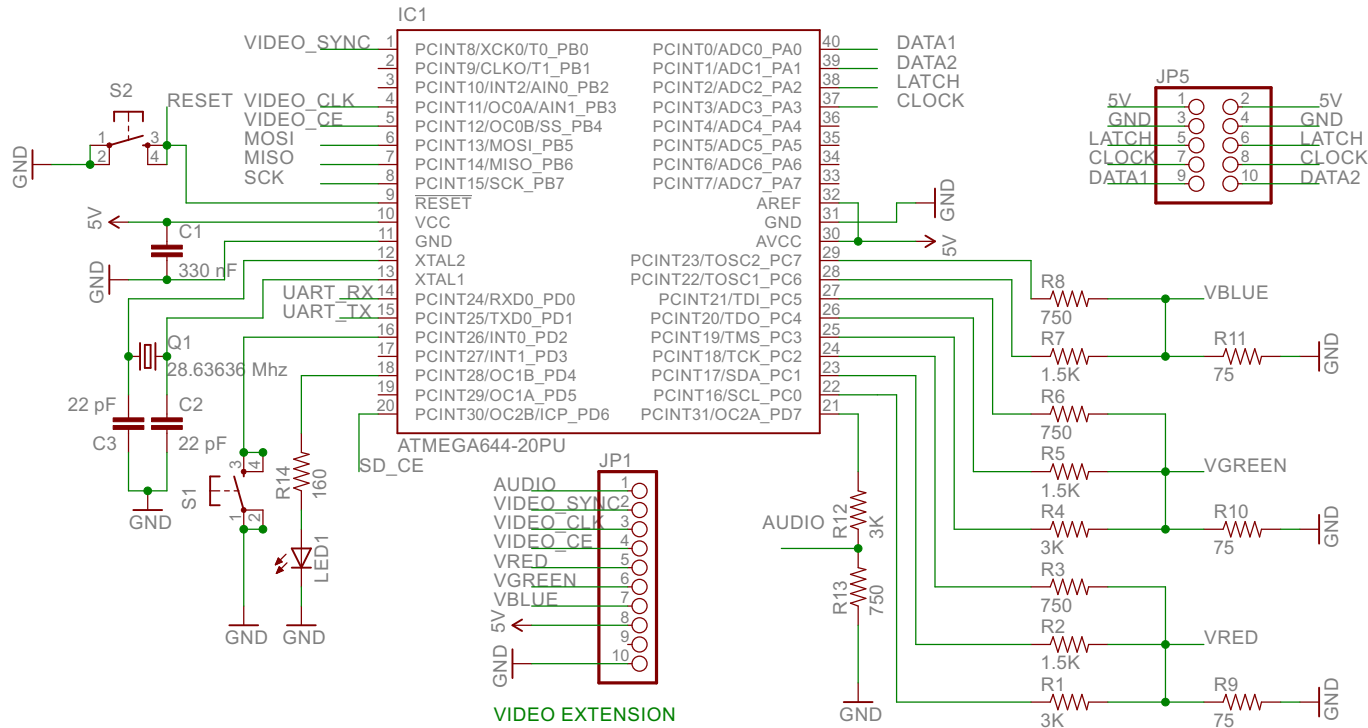 IC1
VIDEO_SYNC
1
PCINT8/XCK0/T0_PB0
2
PCINT9/CLKO/T1_PB1
3
PCINT10/INT2/AIN0_PB2
VIDEO_CLK
4
PCINT11/OC0A/AIN1_PB3
VIDEO_CE
5
PCINT12/OC0B/SS_PB4
MOSI
6
PCINT13/MOSI_PB5
MISO
7
PCINT14/MISO_PB6
SCK
8
PCINT15/SCK_PB7
9
RESET
10
VCC
11
GND
12
XTAL2
13
XTAL1
UART_RX
14
PCINT24/RXD0_PD0
UART_TX
15
PCINT25/TXD0_PD1
16
PCINT26/INT0_PD2
17
PCINT27/INT1_PD3
18
PCINT28/OC1B_PD4
19
PCINT29/OC1A_PD5
20
PCINT30/OC2B/ICP_PD6
PCINT0/ADC0_PA0
40
DATA1
PCINT1/ADC1_PA1
39
DATA2
PCINT2/ADC2_PA2
38
LATCH
PCINT3/ADC3_PA3
37
CLOCK
PCINT4/ADC4_PA4
36
PCINT5/ADC5_PA5
35
PCINT6/ADC6_PA6
34
PCINT7/ADC7_PA7
33
AREF
32
GND
31
GND
AVCC
30
5V
PCINT23/TOSC2_PC7
29
PCINT22/TOSC1_PC6
28
PCINT21/TDI_PC5
27
PCINT20/TDO_PC4
26
PCINT19/TMS_PC3
25
PCINT18/TCK_PC2
24
PCINT17/SDA_PC1
23
PCINT16/SCL_PC0
22
PCINT31/OC2A_PD7
21
ATMEGA644-20PU
SD_CE
S2
RESET
1
3
2
4
GND
5V
C1
330 nF
GND
Q1
28.63636 Mhz
22 pF
C2
C3
22 pF
GND
S1
3
4
1
2
GND
R14
160
LED1
GND
JP1
AUDIO
1
VIDEO_SYNC
2
VIDEO_CLK
3
VIDEO_CE
4
VRED
5
VGREEN
6
VBLUE
7
5V
8
9
GND
10
VIDEO EXTENSION
AUDIO
R12
3K
R13
750
GND
JP5
5V
1
2
5V
GND
3
4
GND
LATCH
5
6
LATCH
CLOCK
7
8
CLOCK
DATA1
9
10
DATA2
R8
750
VBLUE
R7
1.5K
R11
75
GND
R6
750
R5
1.5K
VGREEN
R4
3K
R10
75
GND
R3
750
R2
1.5K
VRED
R1
3K
R9
75
GND